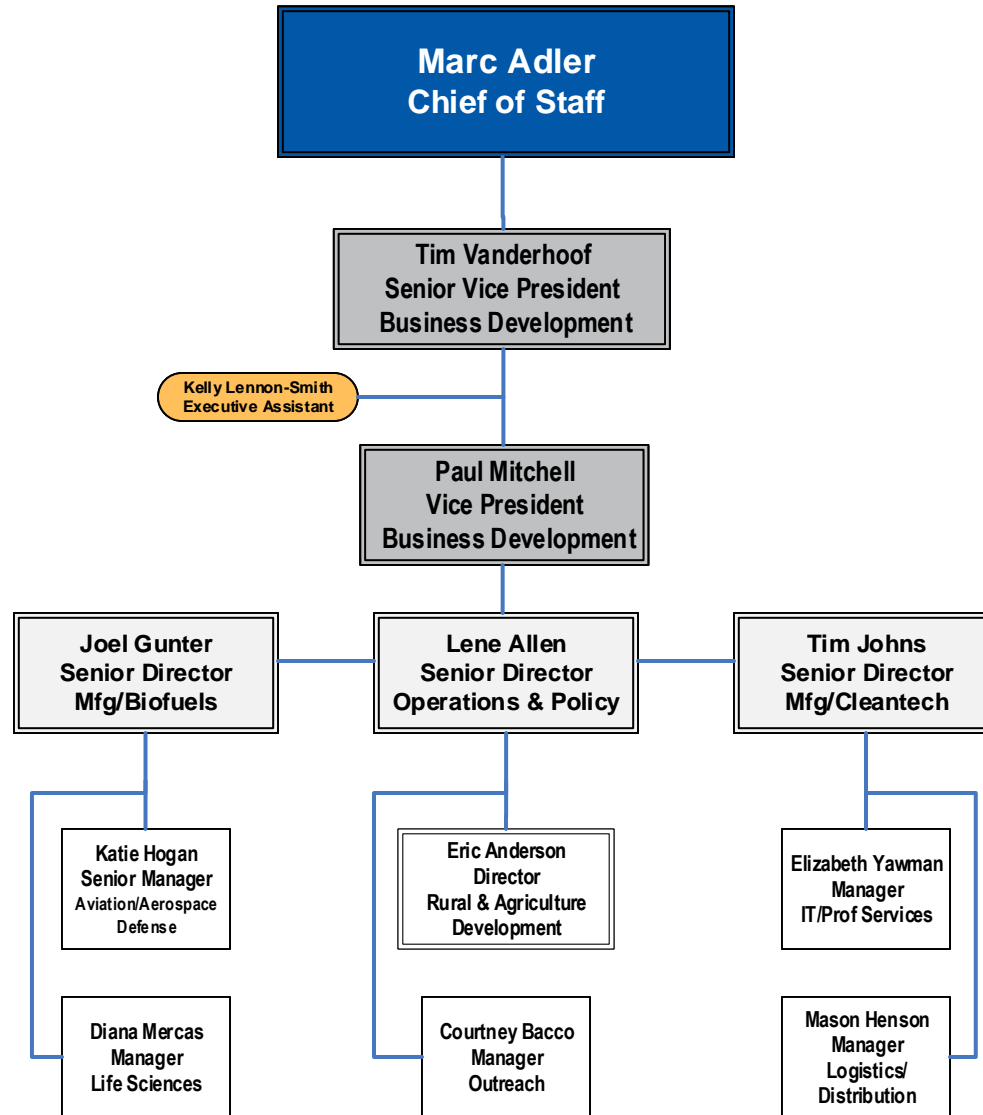 Marc Adler
Chief of Staff
Tim Vanderhoof
Senior Vice President
Business Development
Kelly Lennon-Smith
Executive Assistant
Paul Mitchell
Vice President
Business Development
Joel Gunter
Senior Director
Mfg/Biofuels
Lene Allen
Senior Director
Operations & Policy
Tim Johns
Senior Director
Mfg/Cleantech
Katie Hogan
Senior Manager
Aviation/Aerospace
Defense
Eric Anderson
Director
Rural & Agriculture
Development
Elizabeth Yawman
Manager
IT/Prof Services
Diana Mercas
Manager
Life Sciences
Courtney Bacco
Manager
Outreach
Mason Henson
Manager
Logistics/
Distribution